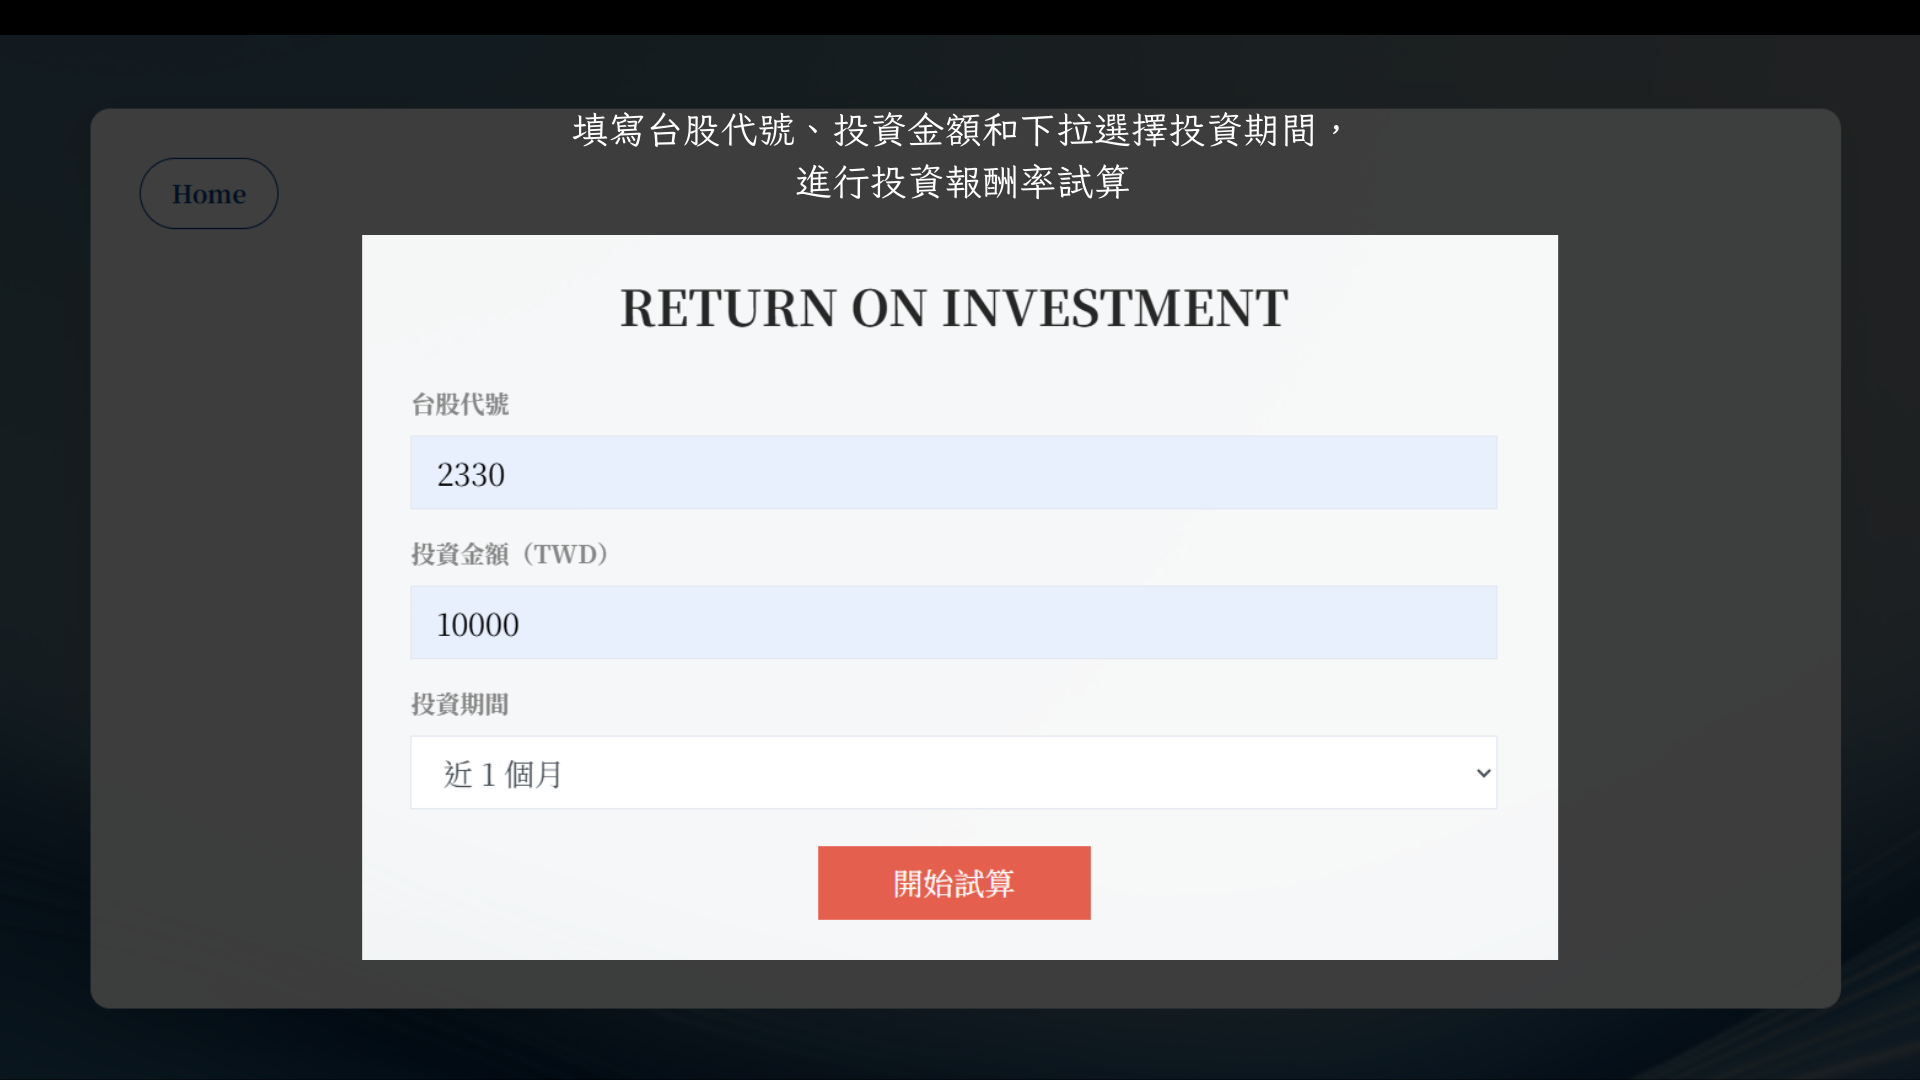 填寫台股代號、投資金額和下拉選擇投資期間，
進行投資報酬率試算
Home
RETURN ON INVESTMENT
台股代號
2330
投資金額（TWD）
10000
投資期間
近 1 個月
開始試算